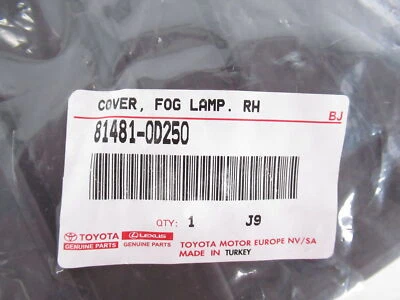 COVER, FOG LAMP. RH
BJ
81481-0D250
QTY: 1 J9
TOYOTA LEXUS
GENUINE PARTS GENUINE PARTS
TOYOTA MOTOR EUROPE NV/SA
MADE IN TURKEY